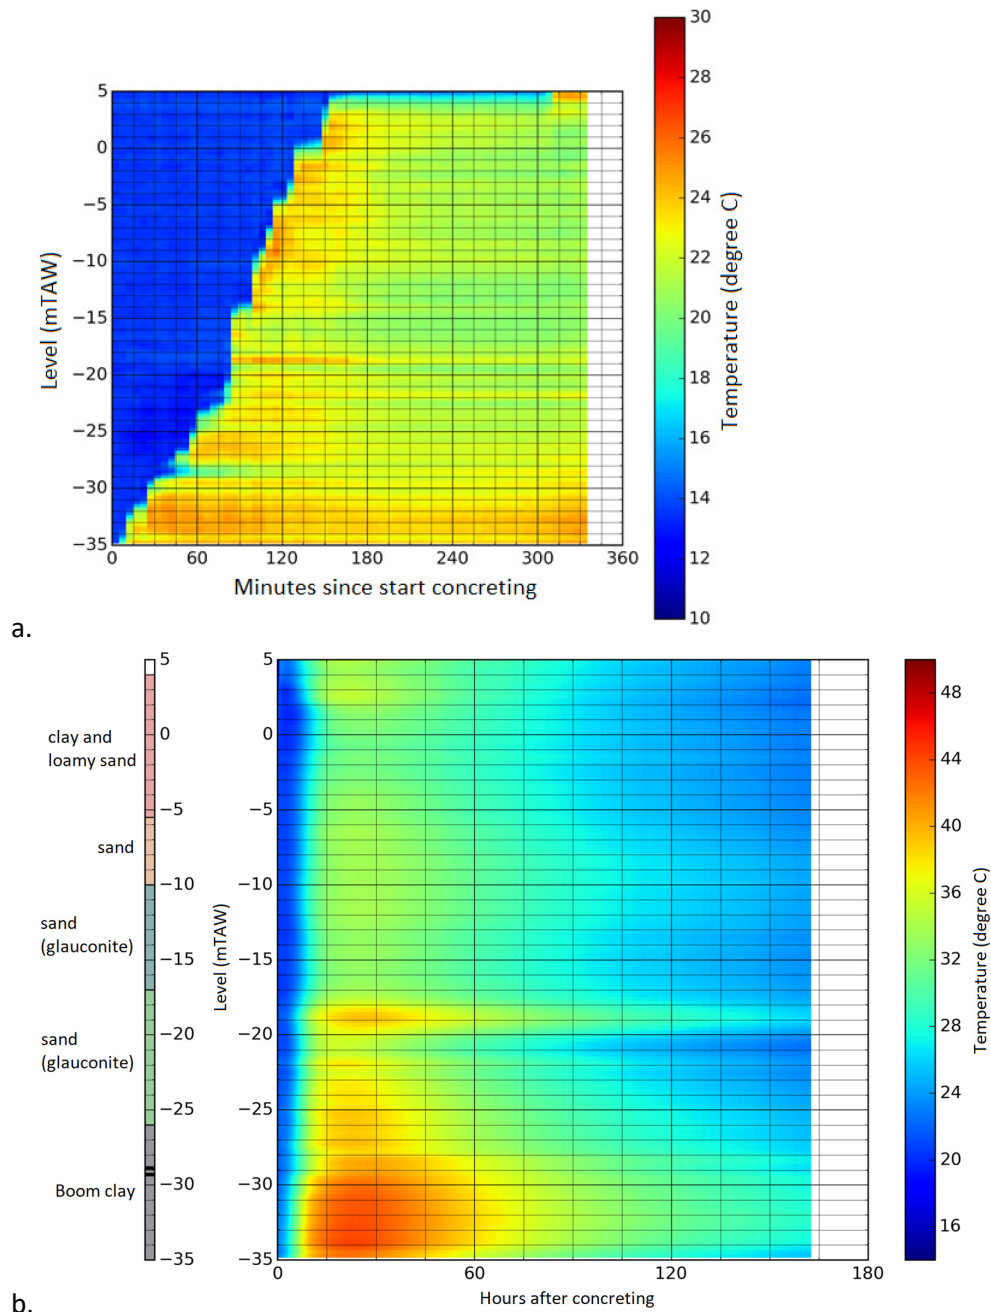 30
28
26
24
22
20
18
16
14
12
10
Temperature (degree C)
5
0
−5
−10
−15
−20
−25
−30
−35
Level (mTAW)
0 60 120 180 240 300 360
Minutes since start concreting
a.
5
0
−5
−10
−15
−20
−25
−30
−35
clay and
loamy sand
sand
sand
(glauconite)
sand
(glauconite)
Boom clay
5
0
−5
−10
−15
−20
−25
−30
−35
Level (mTAW)
0 60 120 180
Hours after concreting
48
44
40
36
32
28
24
20
16
Temperature (degree C)
b.